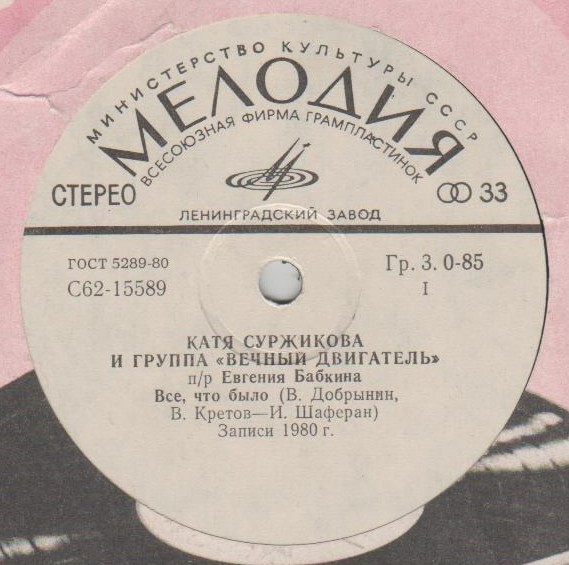 МИНИСТЕРСТВО КУЛЬТУРЫ СССР
МЕЛОДИЯ
ВСЕСОЮЗНАЯ ФИРМА ГРАМПЛАСТИНОК
СТЕРЕО
33
ЛЕНИНГРАДСКИЙ ЗАВОД
ГОСТ 5289-80
Гр. 3. 0-85
С62-15589
I
КАТЯ СУРЖИКОВА
И ГРУППА «ВЕЧНЫЙ ДВИГАТЕЛЬ»
п/р Евгения Бабкина
Все, что было (В. Добрынин,
В. Кретов—И. Шаферан)
Записи 1980 г.